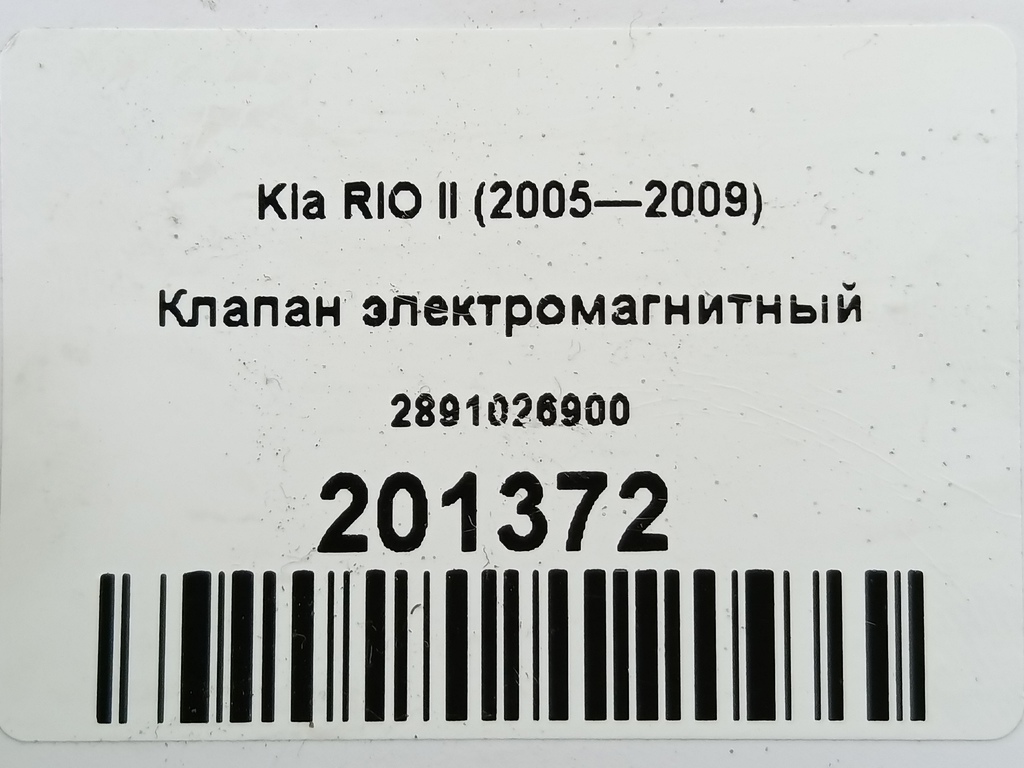 Kia RIO II (2005—2009)
Клапан электромагнитный
2891026900
201372